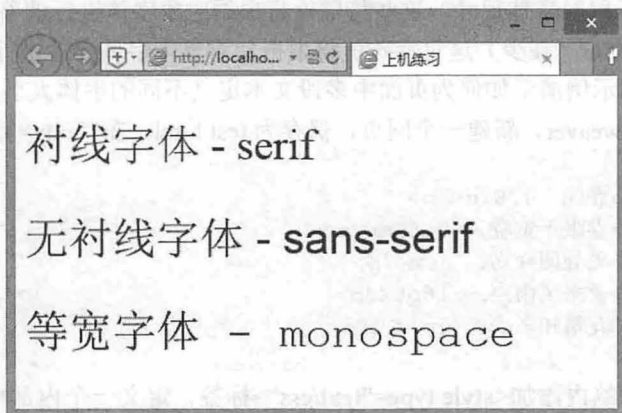 http://localho...
上机练习
衬线字体 - serif
无衬线字体 - sans-serif
等宽字体 - monospace